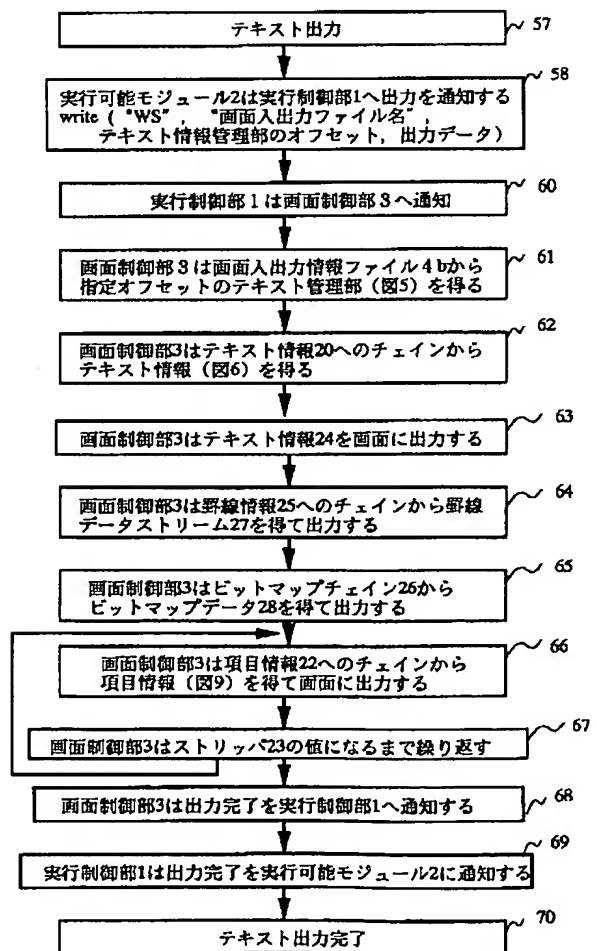 テキスト出力
57
58
実行可能モジュール2は実行制御部1へ出力を通知する
write ( "WS" , "画面入出力ファイル名" ,
テキスト情報管理部のオフセット, 出力データ)
60
実行制御部1は画面制御部3へ通知
61
画面制御部3は画面入出力情報ファイル4bから
指定オフセットのテキスト管理部(図5)を得る
62
画面制御部3はテキスト情報20へのチェインから
テキスト情報(図6)を得る
63
画面制御部3はテキスト情報24を画面に出力する
64
画面制御部3は罫線情報25へのチェインから罫線
データストリーム27を得て出力する
65
画面制御部3はビットマップチェイン26から
ビットマップデータ28を得て出力する
66
画面制御部3は項目情報22へのチェインから
項目情報(図9)を得て画面に出力する
67
画面制御部3はストリッパ23の値になるまで繰り返す
68
画面制御部3は出力完了を実行制御部1へ通知する
69
実行制御部1は出力完了を実行可能モジュール2に通知する
70
テキスト出力完了